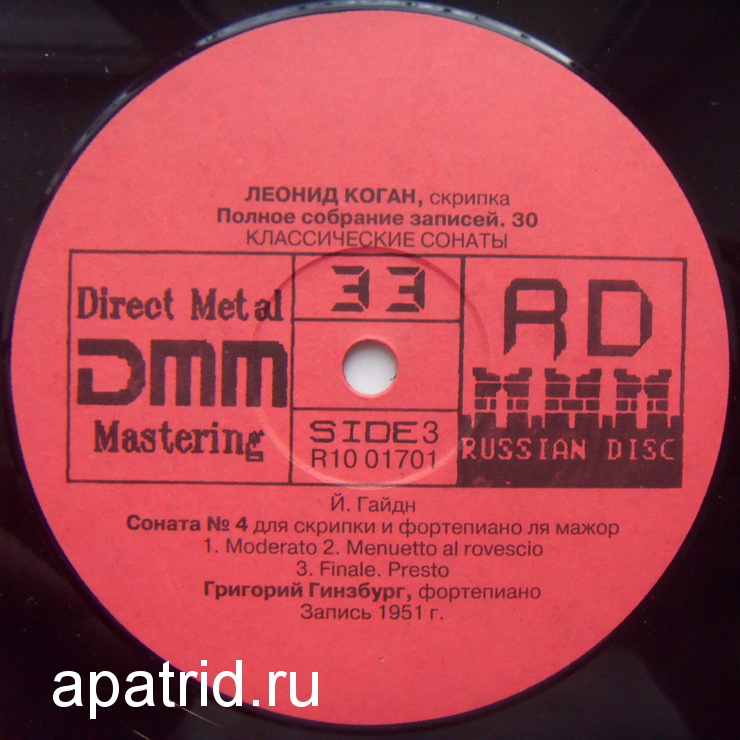 ЛЕОНИД КОГАН, скрипка
Полное собрание записей. 30
КЛАССИЧЕСКИЕ СОНАТЫ
Direct Metal
DMM
Mastering
33
SIDE 3
R10 01701
RD
RUSSIAN DISC
Й. Гайдн
Соната № 4 для скрипки и фортепиано ля мажор
1. Moderato 2. Menuetto al rovescio
3. Finale. Presto
Григорий Гинзбург, фортепиано
Запись 1951 г.
apatrid.ru